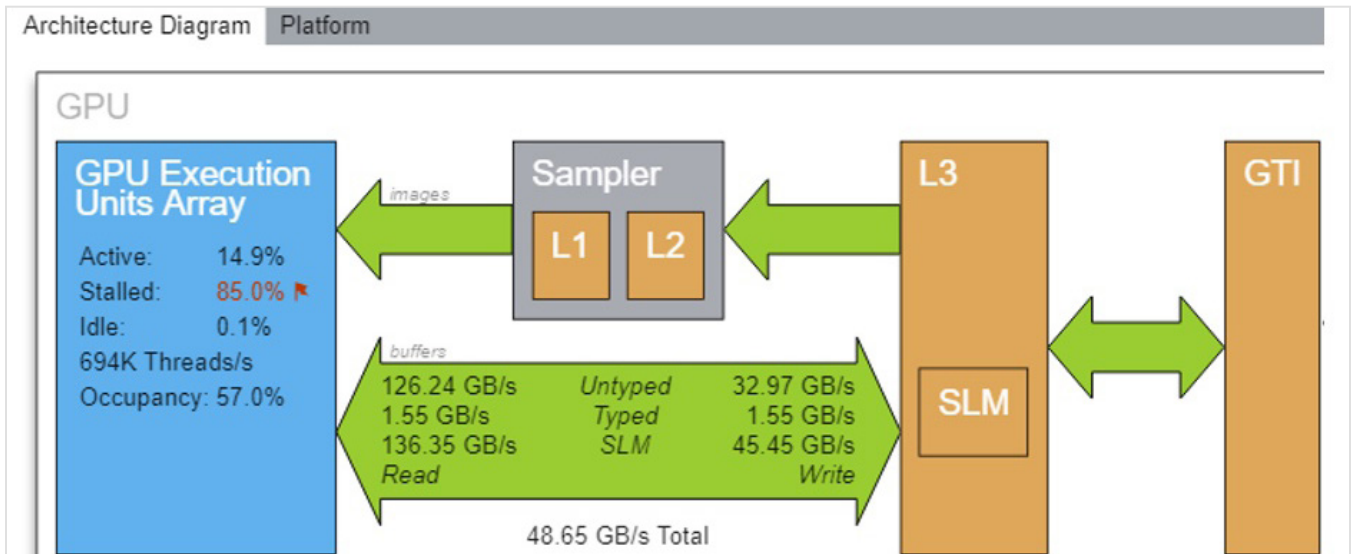 Architecture Diagram Platform
GPU
GPU Execution
Units Array
Active: 14.9%
Stalled: 85.0%
Idle: 0.1%
694K Threads/s
Occupancy: 57.0%
images
Sampler
L1 L2
L3
GTI
buffers
126.24 GB/s Untyped 32.97 GB/s
1.55 GB/s Typed 1.55 GB/s
136.35 GB/s SLM 45.45 GB/s
Read Write
SLM
48.65 GB/s Total